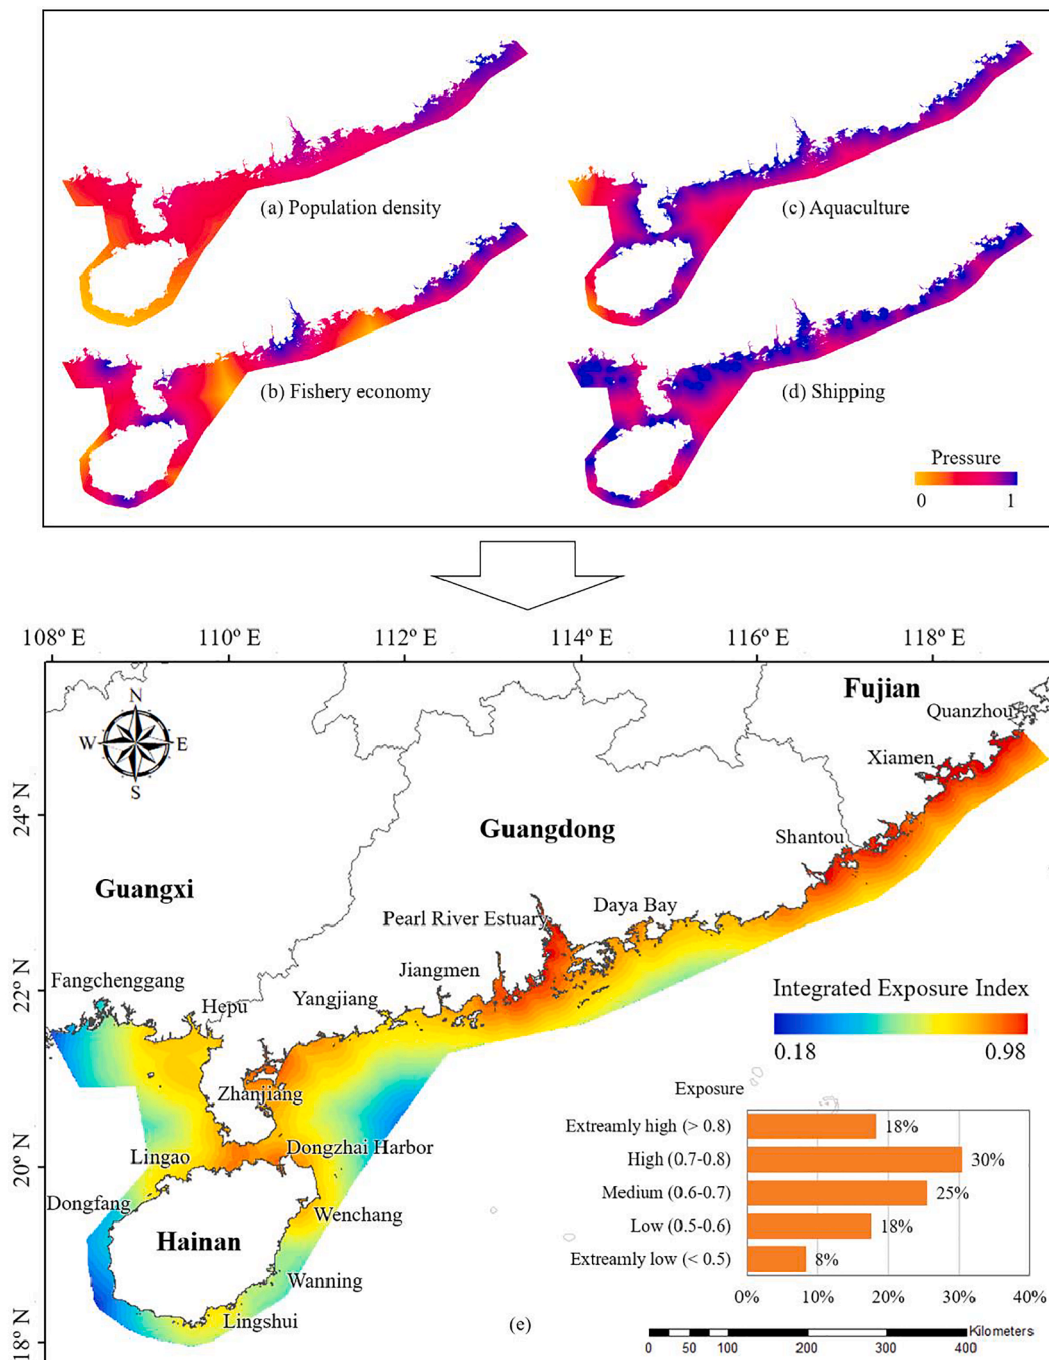 (a) Population density
(c) Aquaculture
(b) Fishery economy
(d) Shipping
Pressure
0 1
108° E 110° E 112° E 114° E 116° E 118° E
Fujian
N
W E
S
Quanzhou
Xiamen
24° N
Guangdong
Shantou
Guangxi
Pearl River Estuary
Daya Bay
Jiangmen
Fangchenggang
22° N
Hepu
Yangjiang
Integrated Exposure Index
0.18 0.98
Zhanjiang
Exposure
Extreamly high (> 0.8) 18%
Dongzhai Harbor
Lingao
20° N
High (0.7-0.8) 30%
Medium (0.6-0.7) 25%
Dongfang
Wenchang
Low (0.5-0.6) 18%
Hainan
Extreamly low (< 0.5) 8%
Wanning
0% 10% 20% 30% 40%
Lingshui
(e)
18° N
Kilometers
0 50 100 200 300 400